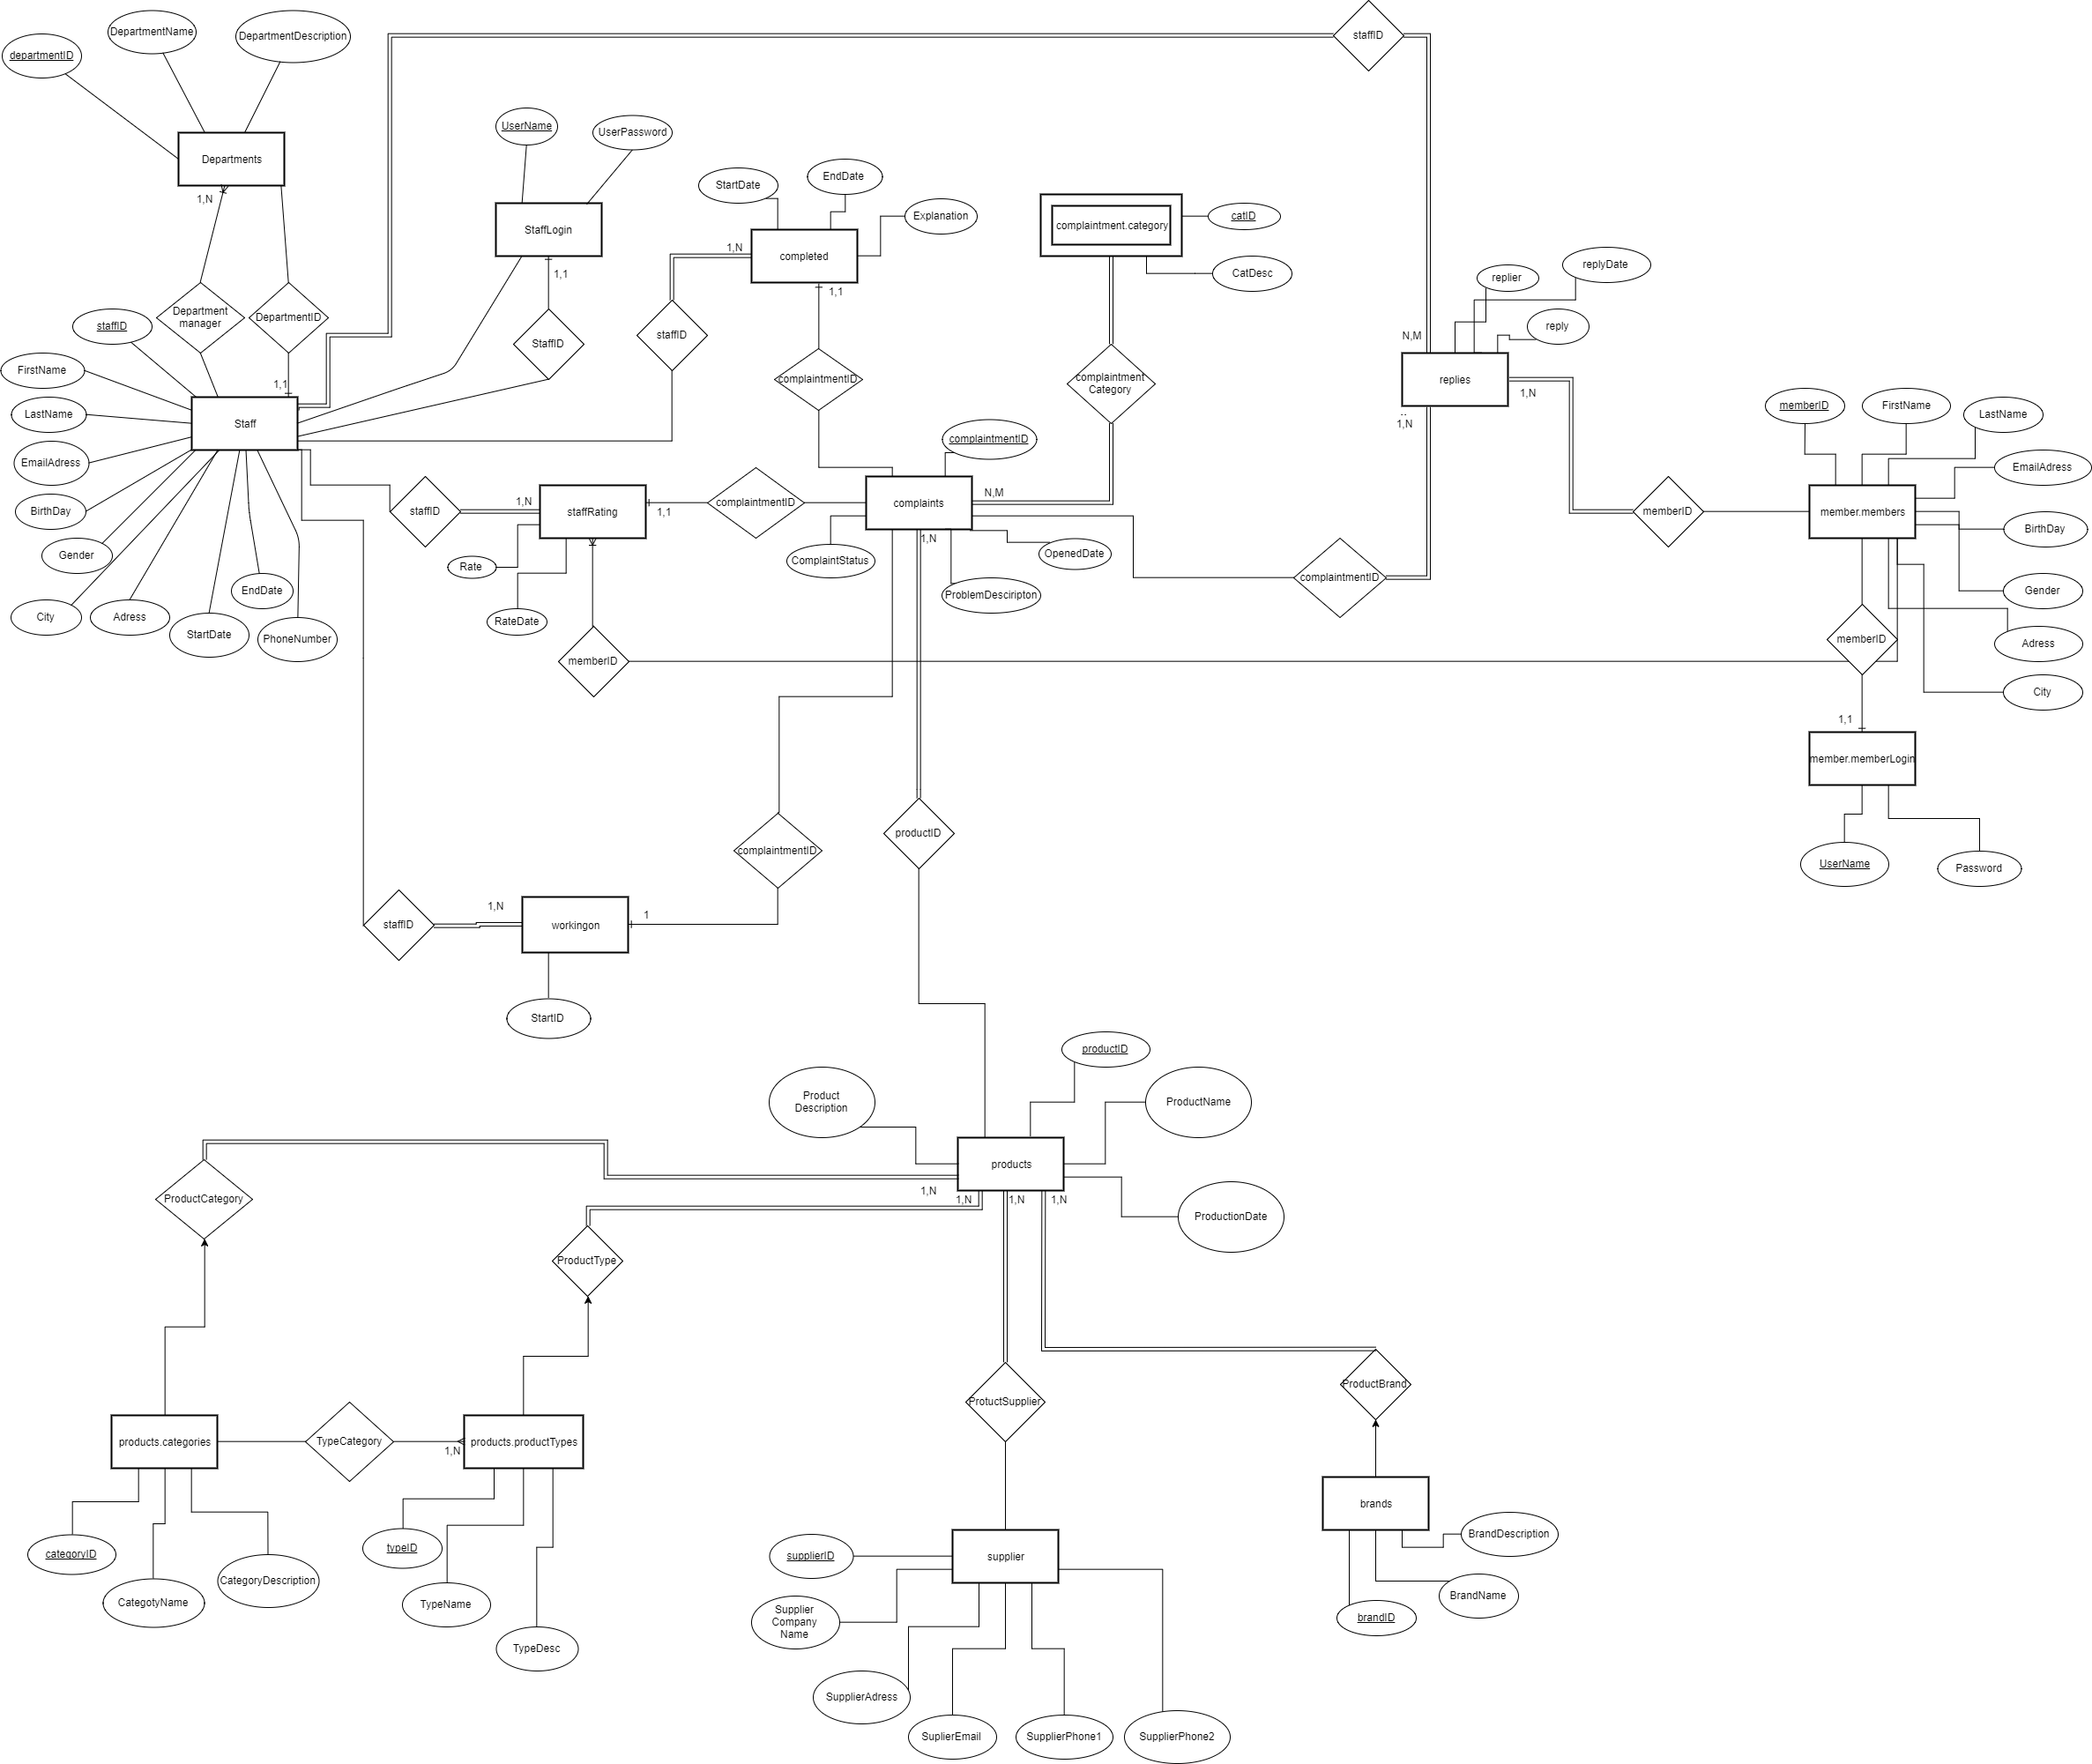 staffID
DepartmentName
DepartmentDescription
departmentID
UserName
UserPassword
Departments
1,N
StaffLogin
1,1
StartDate
EndDate
Explanation
1,N
completed
1,1
complaintment.category
catID
CatDesc
replier
replyDate
reply
Department
manager
DepartmentID
staffID
StaffID
staffID
N,M
FirstName
1,1
complaintmentID
complaintment
Category
replies
1,N
..
1,N
memberID
FirstName
LastName
LastName
Staff
EmailAdress
BirthDay
Gender
City
Adress
StartDate
EndDate
PhoneNumber
complaintmentID
N,M
complaints
1,N
EmailAdress
member.members
BirthDay
Gender
Adress
City
staffID
1,N
staffRating
1,1
complaintmentID
Rate
RateDate
ComplaintStatus
OpenedDate
ProblemDesciripton
complaintmentID
memberID
memberID
memberID
1,1
member.memberLogin
UserName
Password
complaintmentID
productID
staffID
1,N
workingon
1
StartID
productID
Product
Description
ProductName
products
ProductCategory
1,N
1,N
1,N
1,N
ProductionDate
ProductType
ProductBrand
ProtuctSupplier
products.categories
TypeCategory
1,N
products.productTypes
brands
categoryID
CategotyName
CategoryDescription
typeID
TypeName
TypeDesc
supplierID
supplier
BrandDescription
BrandName
brandID
Supplier
Company
Name
SupplierAdress
SuplierEmail
SupplierPhone1
SupplierPhone2